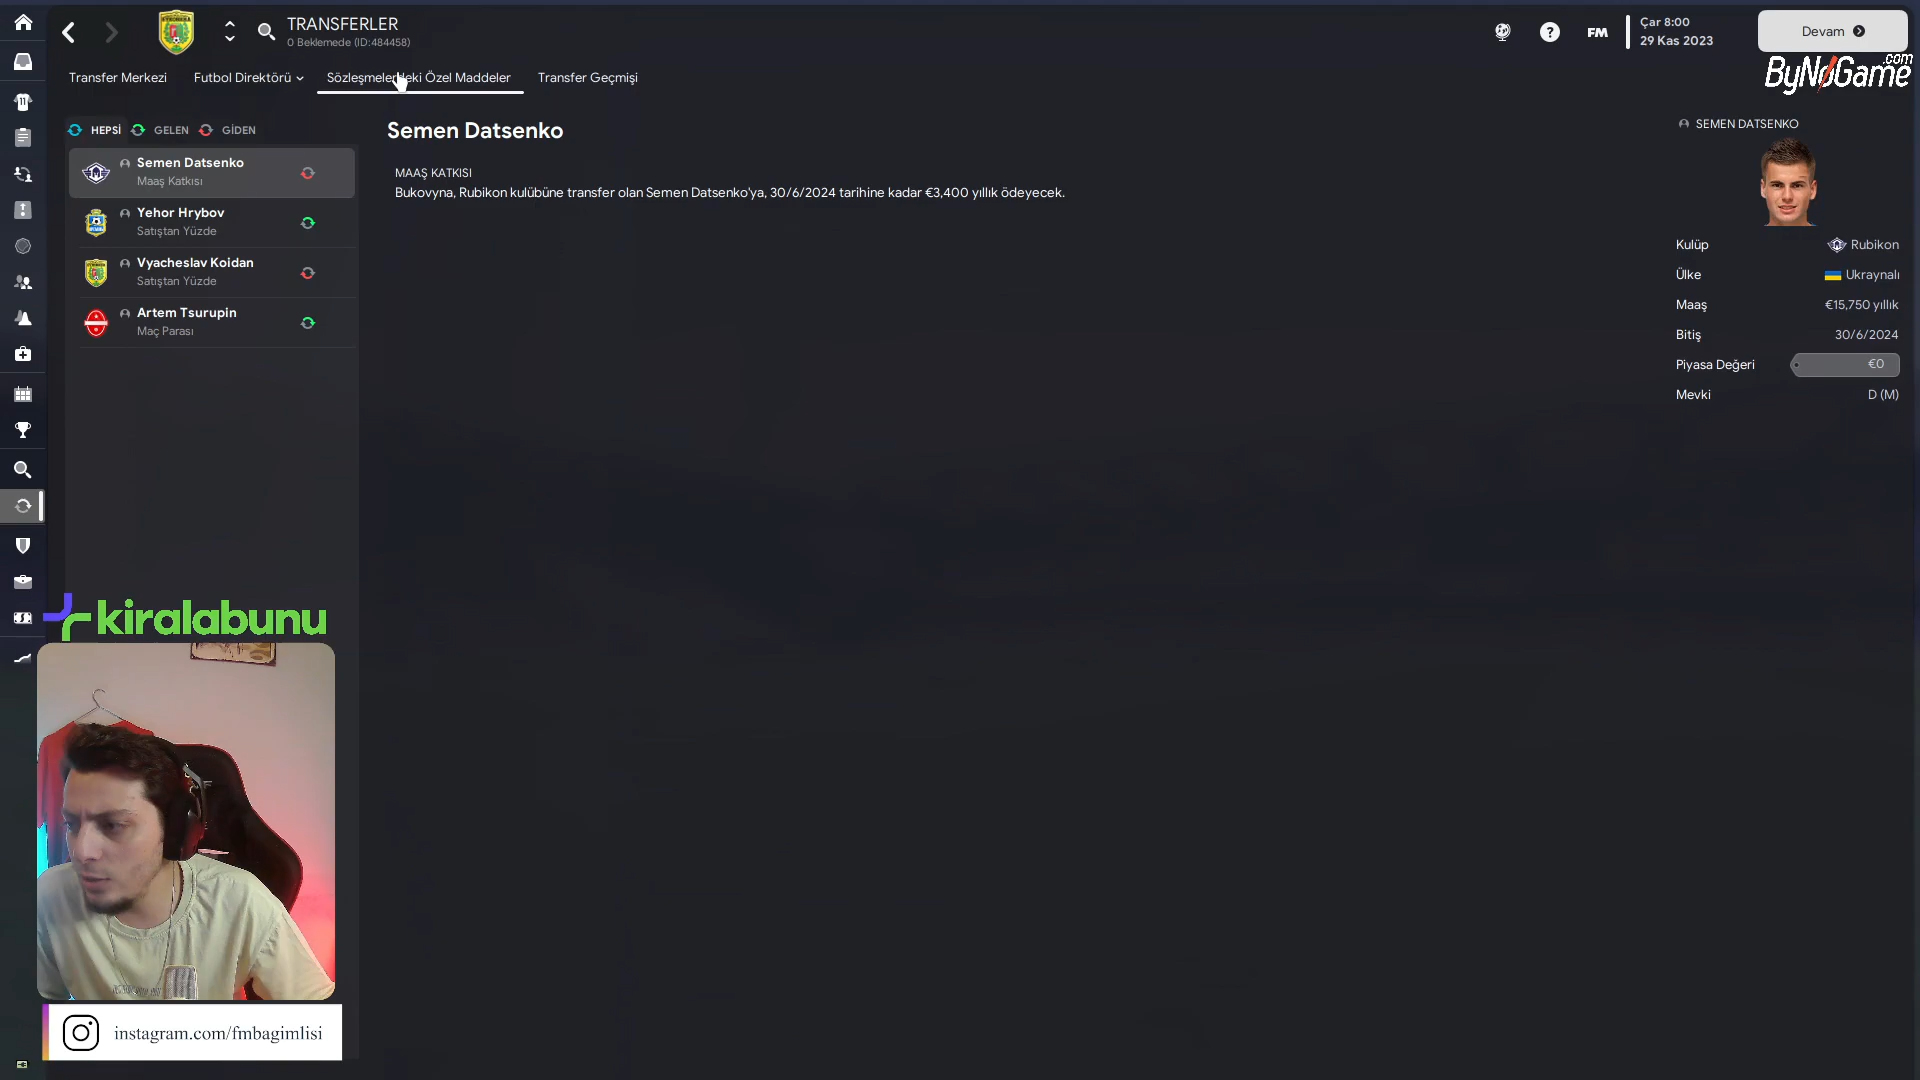 TRANSFERLER
0 Beklemede (ID:484458)
FM
Çar 8:00
29 Kas 2023
Devam
ByNoGame.com
Transfer Merkezi
Futbol Direktörü
Sözleşmelerdeki Özel Maddeler
Transfer Geçmişi
HEPSİ
GELEN
GİDEN
Semen Datsenko
Maaş Katkısı
Yehor Hrybov
Satıştan Yüzde
Vyacheslav Koidan
Satıştan Yüzde
Artem Tsurupin
Maç Parası
Semen Datsenko
MAAŞ KATKISI
Bukovyna, Rubikon kulübüne transfer olan Semen Datsenko'ya, 30/6/2024 tarihine kadar €3,400 yıllık ödeyecek.
SEMEN DATSENKO
Kulüp Rubikon
Ülke Ukraynalı
Maaş €15,750 yıllık
Bitiş 30/6/2024
Piyasa Değeri €0
Mevki D (M)
kiralabunu
instagram.com/fmbagimlisi